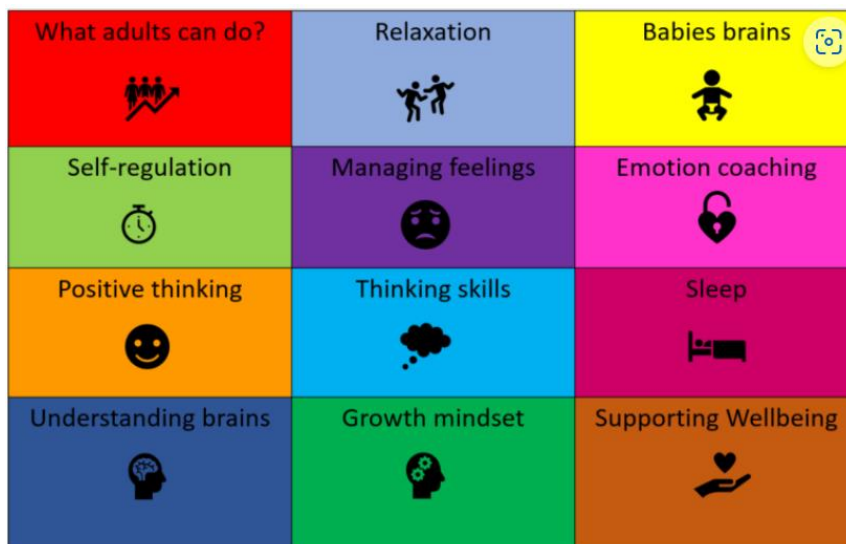 What adults can do?
Relaxation
Babies brains
Self-regulation
Managing feelings
Emotion coaching
Positive thinking
Thinking skills
Sleep
Understanding brains
Growth mindset
Supporting Wellbeing